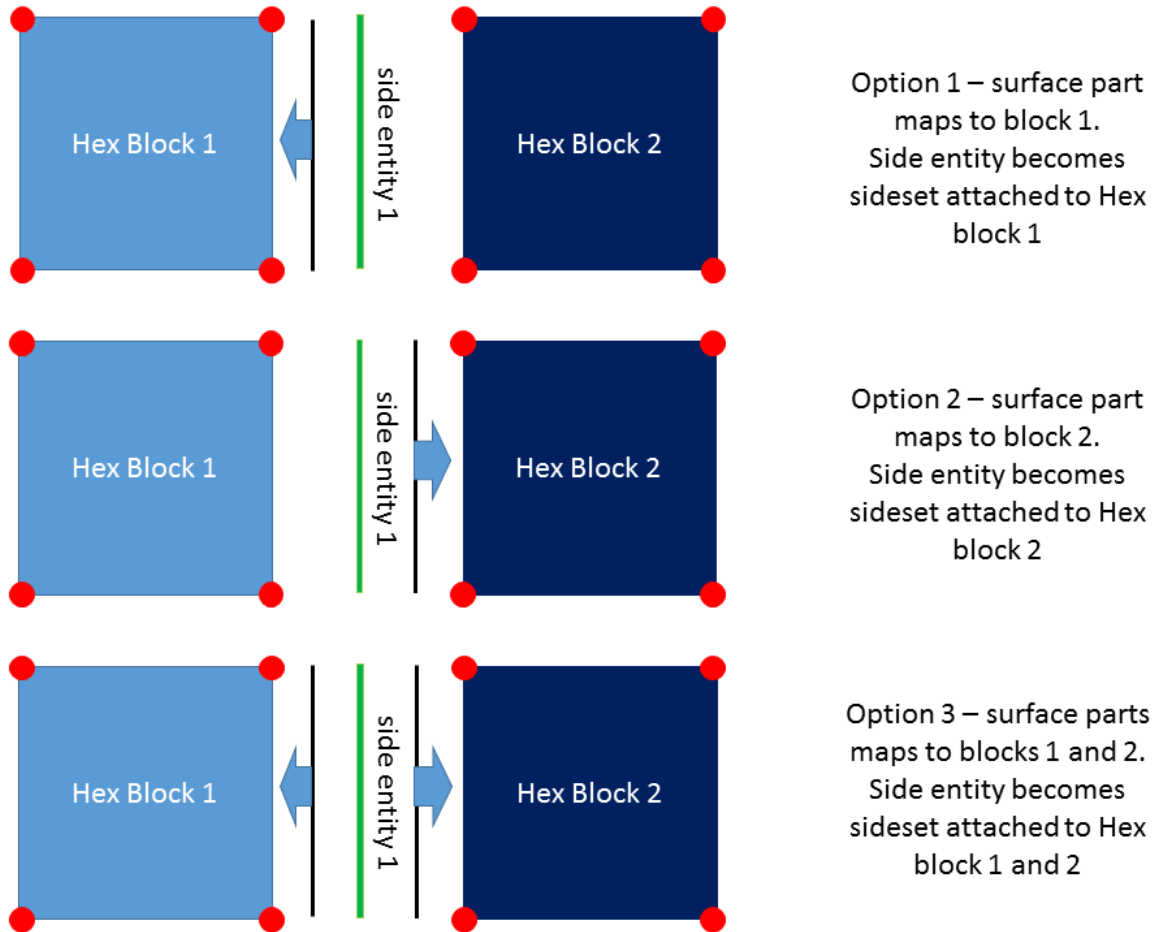 Hex Block 1
side entity 1
Hex Block 2
Option 1 – surface part
maps to block 1.
Side entity becomes
sideset attached to Hex
block 1
Hex Block 1
side entity 1
Hex Block 2
Option 2 – surface part
maps to block 2.
Side entity becomes
sideset attached to Hex
block 2
Hex Block 1
side entity 1
Hex Block 2
Option 3 – surface parts
maps to blocks 1 and 2.
Side entity becomes
sideset attached to Hex
block 1 and 2